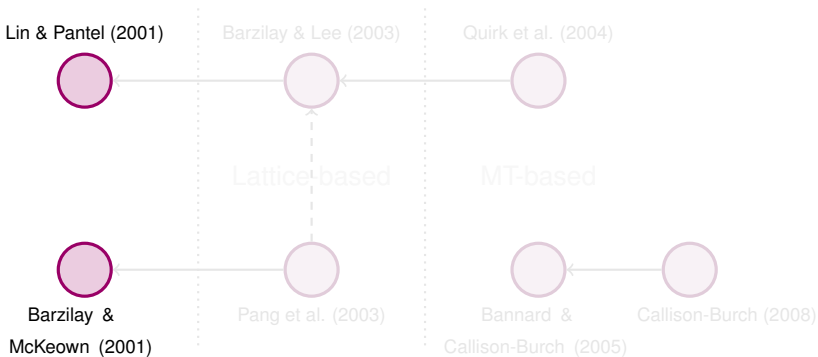 Lin & Pantel (2001)
Barzilay & Lee (2003)
Quirk et al. (2004)
Lattice-based
MT-based
Barzilay &
McKeown (2001)
Pang et al. (2003)
Bannard &
Callison-Burch (2005)
Callison-Burch (2008)